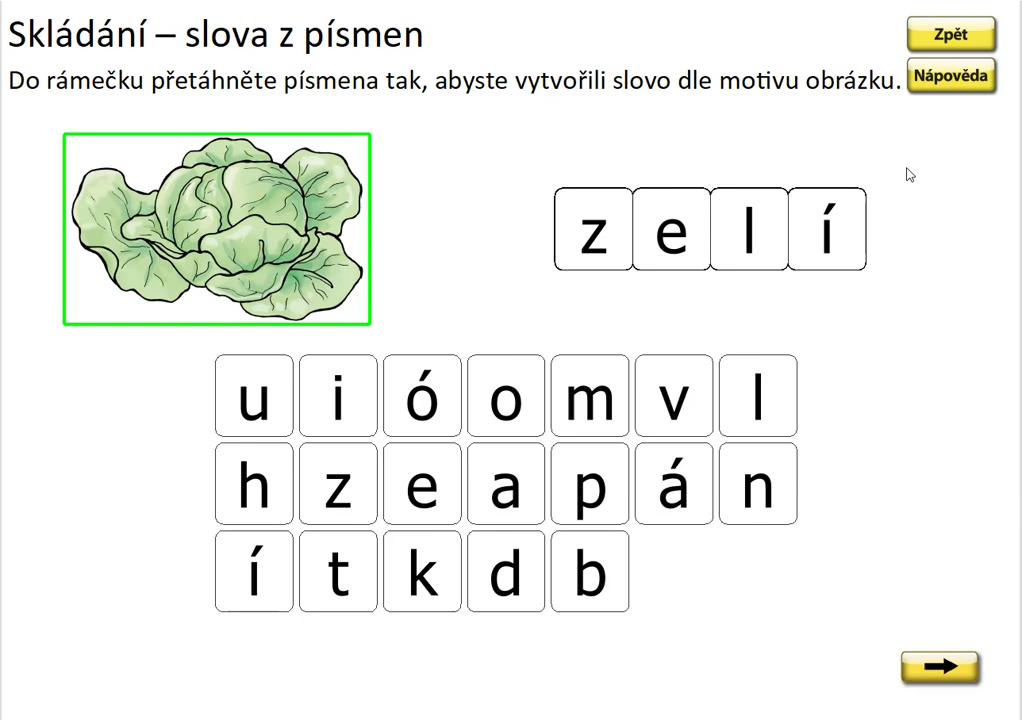 Skládání – slova z písmen
Zpět
Do rámečku přetáhněte písmena tak, abyste vytvořili slovo dle motivu obrázku.
Nápověda
z e l í
u i ó o m v l
h z e a p á n
í t k d b